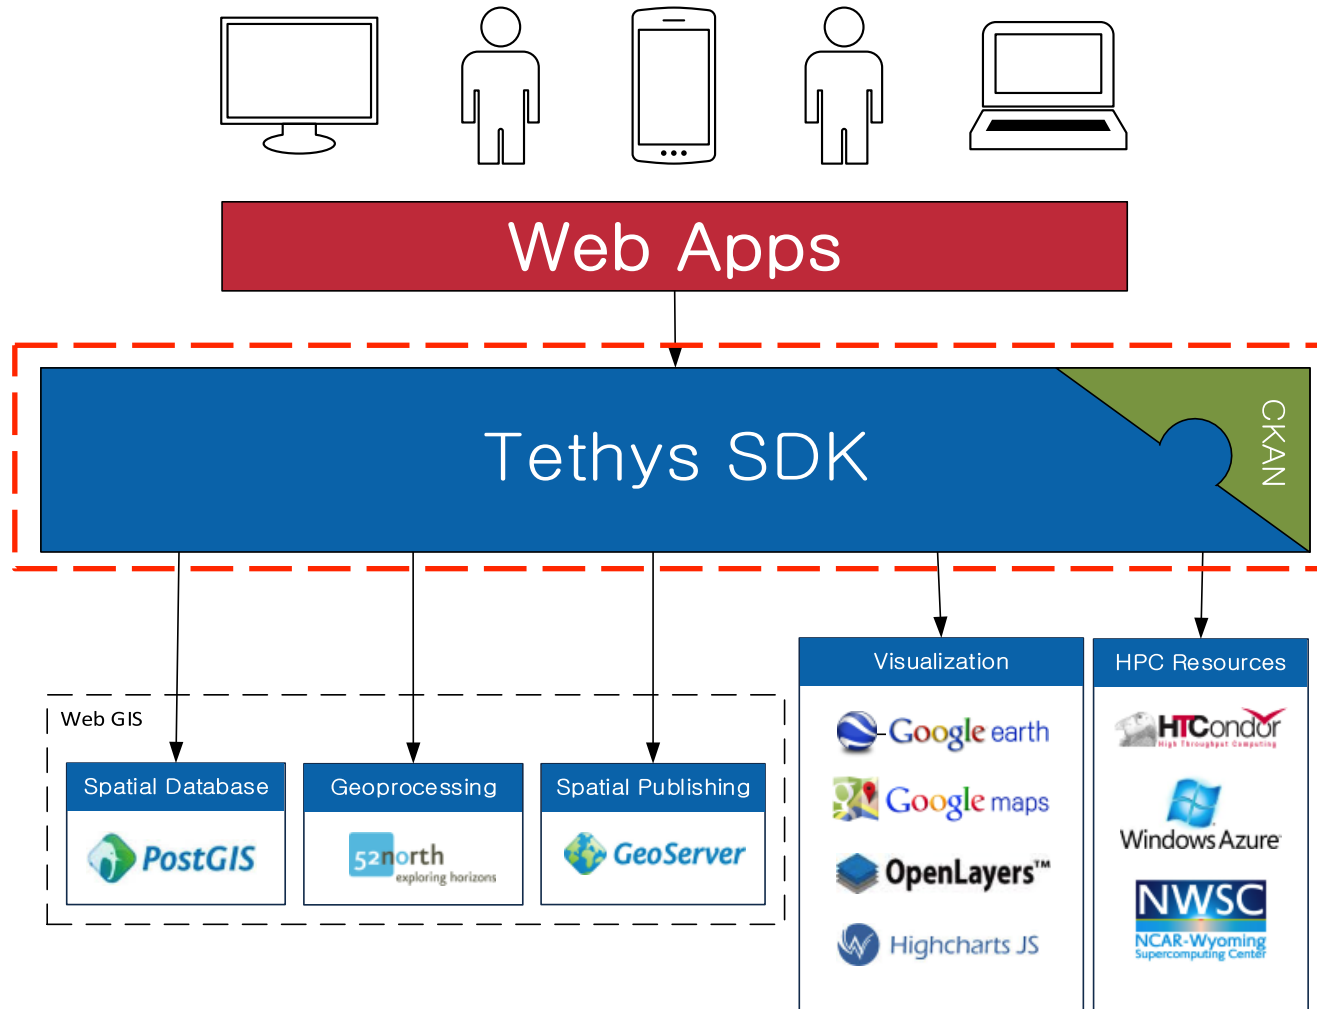 Web Apps
Tethys SDK
CKAN
Web GIS
Spatial Database
PostGIS
Geoprocessing
52north
exploring horizons
Spatial Publishing
GeoServer
Visualization
Google earth
Google maps
OpenLayers™
Highcharts JS
HPC Resources
HTCondor
High Throughput Computing
Windows Azure
NWSC
NCAR-Wyoming
Supercomputing Center